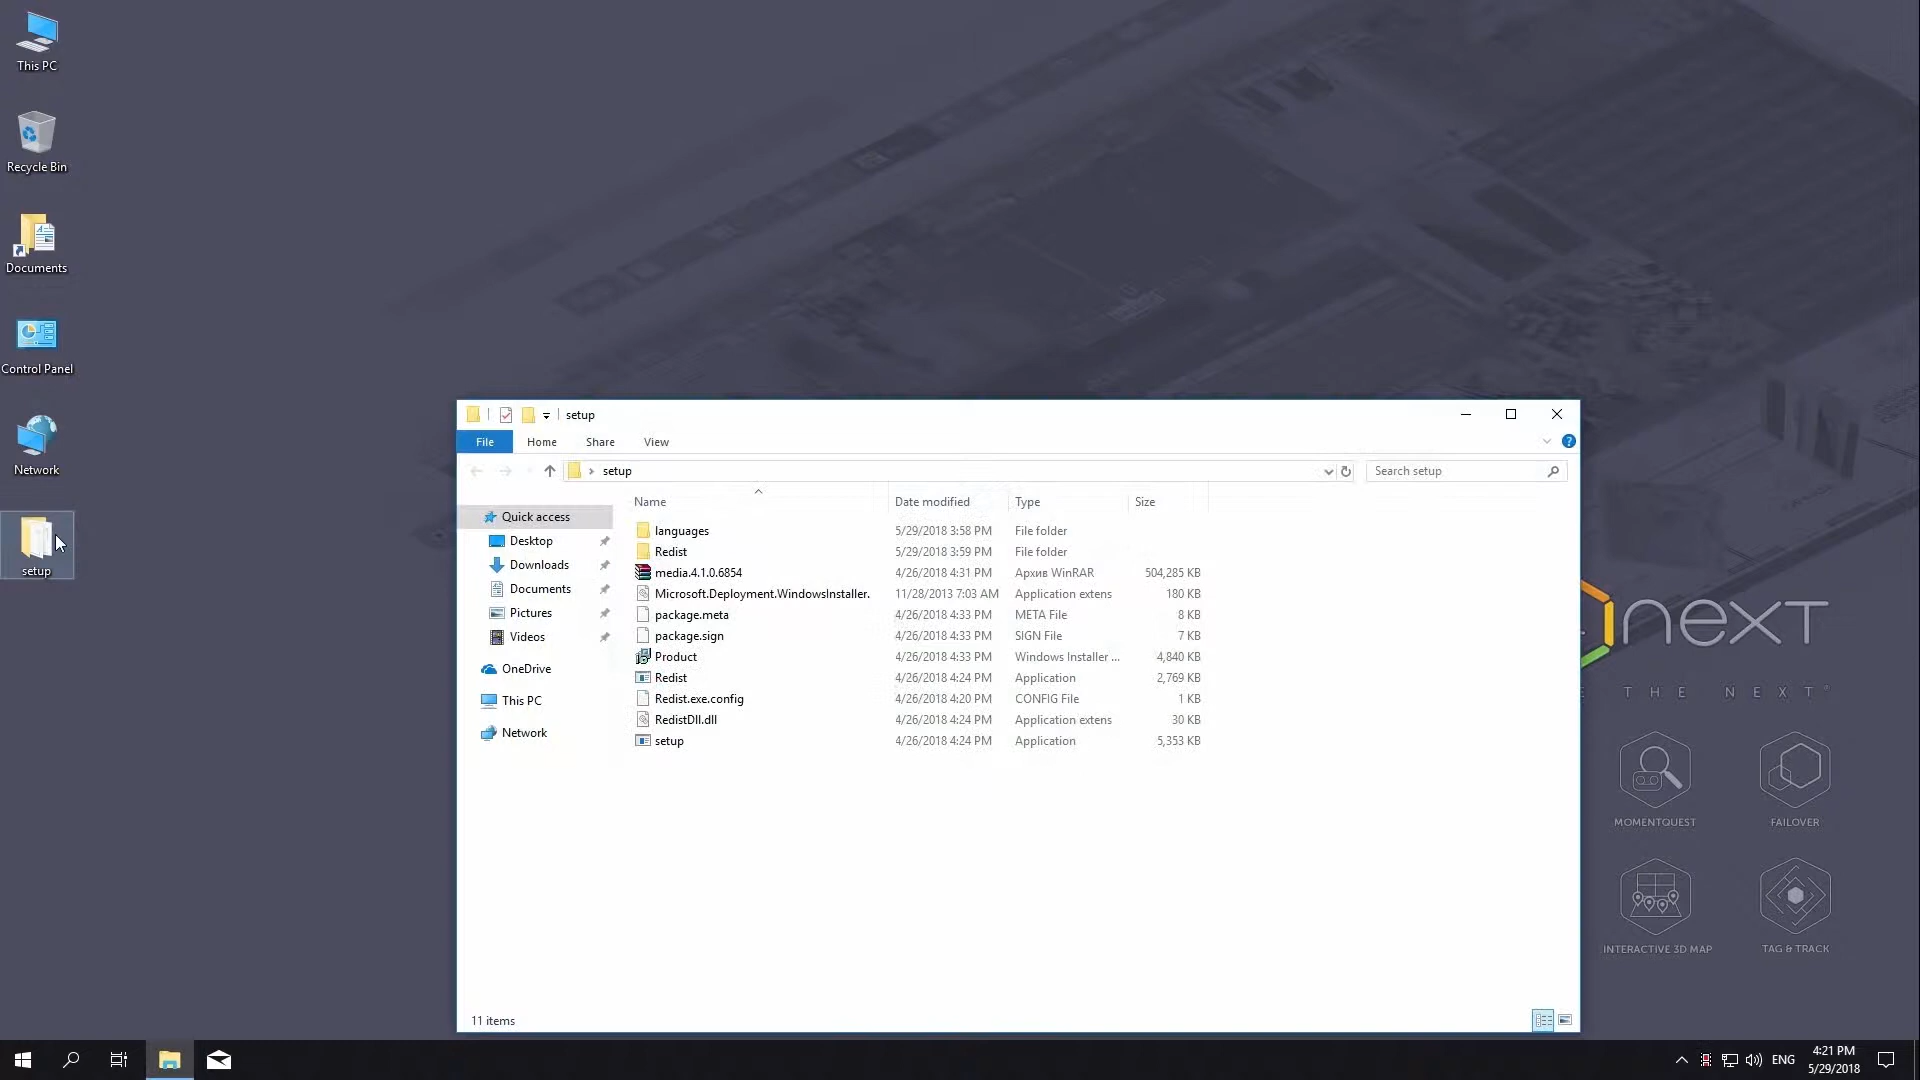 This PC
Recycle Bin
Documents
Control Panel
Network
setup
setup
File Home Share View
setup
Search setup
Name Date modified Type Size
Quick access
Desktop
Downloads
Documents
Pictures
Videos
OneDrive
This PC
Network
languages 5/29/2018 3:58 PM File folder
Redist 5/29/2018 3:59 PM File folder
media.4.1.0.6854 4/26/2018 4:31 PM Архив WinRAR 504,285 KB
Microsoft.Deployment.WindowsInstaller. 11/28/2013 7:03 AM Application extens 180 KB
package.meta 4/26/2018 4:33 PM META File 8 KB
package.sign 4/26/2018 4:33 PM SIGN File 7 KB
Product 4/26/2018 4:33 PM Windows Installer ... 4,840 KB
Redist 4/26/2018 4:24 PM Application 2,769 KB
Redist.exe.config 4/26/2018 4:20 PM CONFIG File 1 KB
RedistDll.dll 4/26/2018 4:24 PM Application extens 30 KB
setup 4/26/2018 4:24 PM Application 5,353 KB
11 items
next
E THE NEXT
MOMENTQUEST
FAILOVER
INTERACTIVE 3D MAP
TAG & TRACK
ENG
4:21 PM
5/29/2018